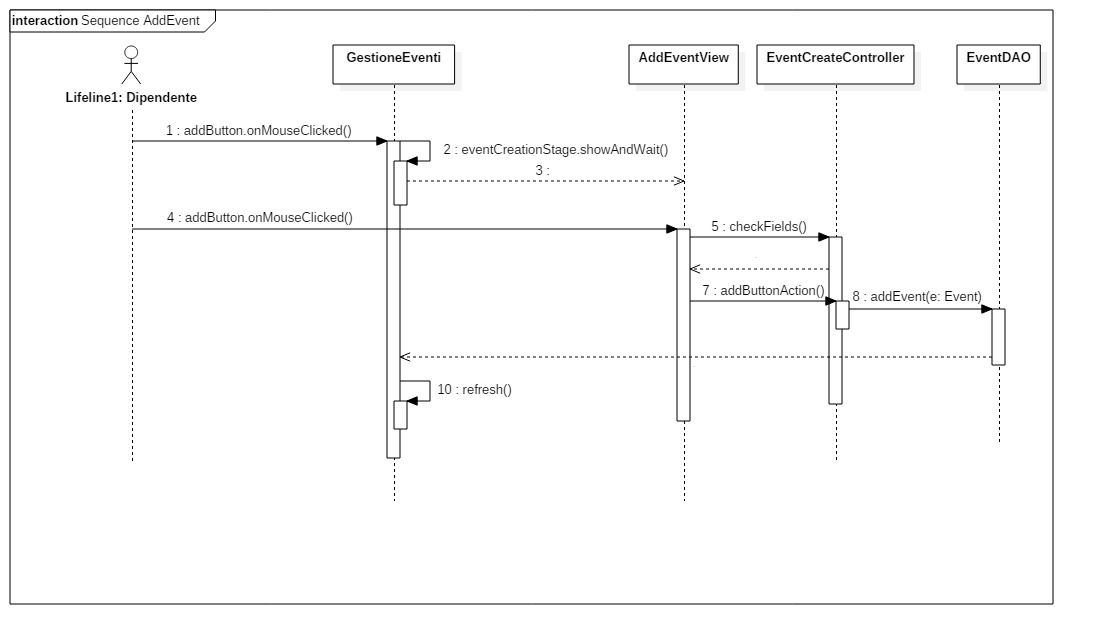 interaction Sequence AddEvent
GestioneEventi
AddEventView
EventCreateController
EventDAO
Lifeline1: Dipendente
1 : addButton.onMouseClicked()
2 : eventCreationStage.showAndWait()
3 :
4 : addButton.onMouseClicked()
5 : checkFields()
7 : addButtonAction()
8 : addEvent(e: Event)
10 : refresh()